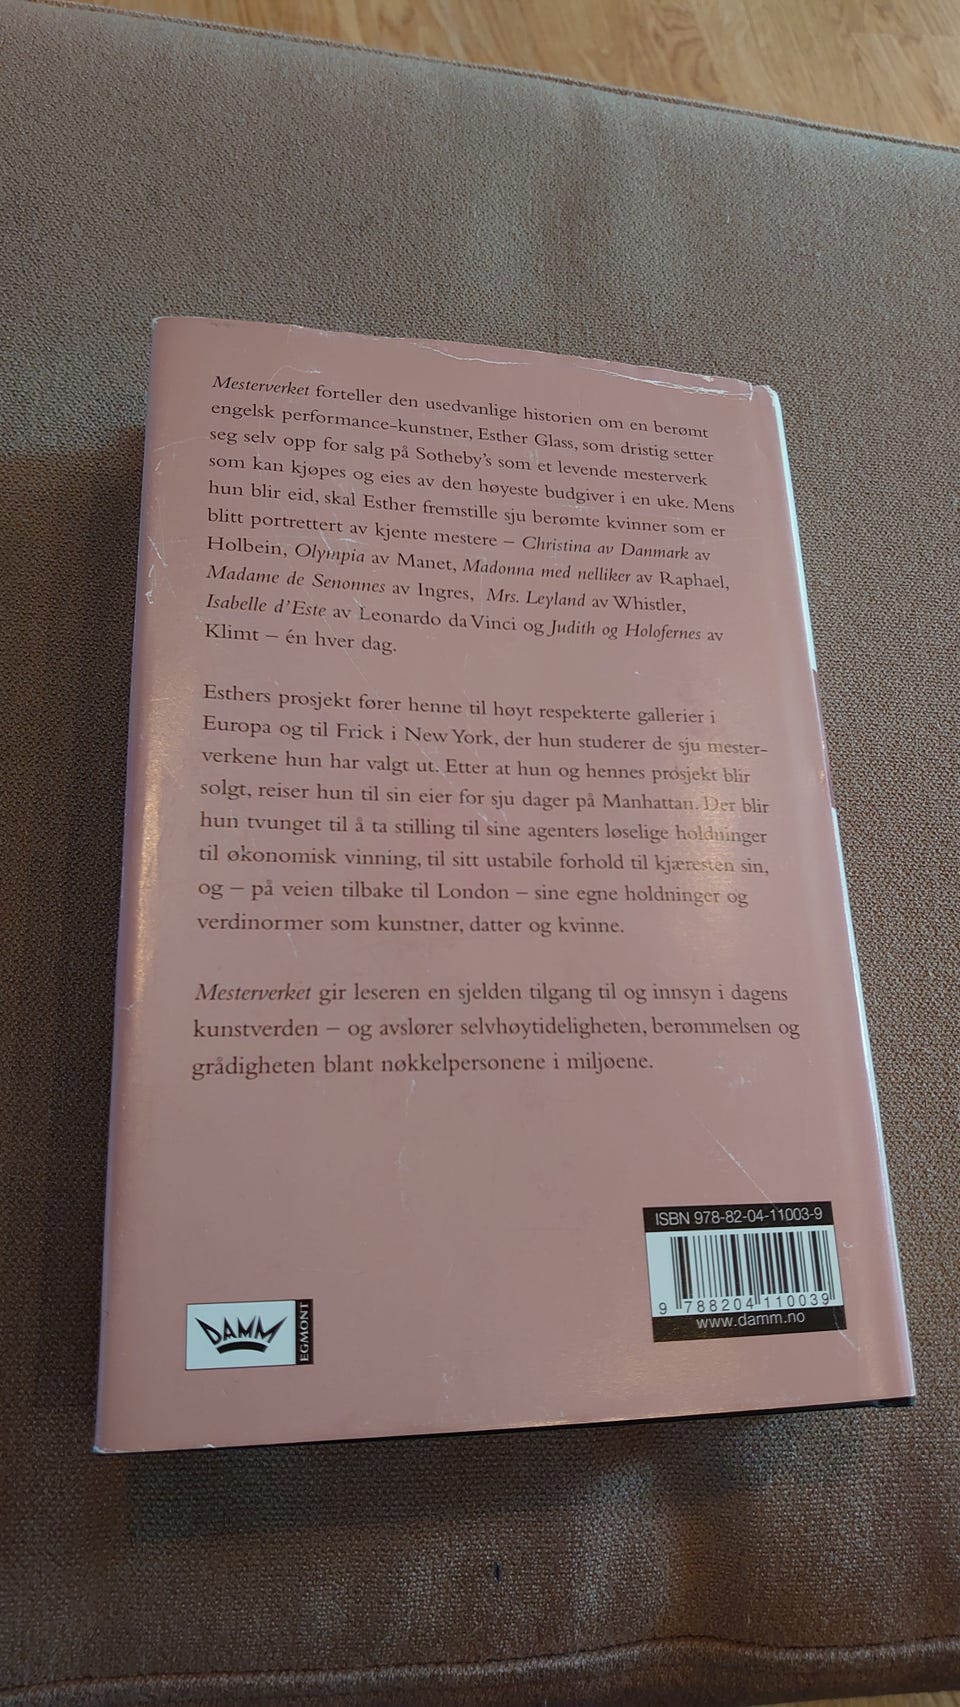 Mesterverket forteller den usedvanlige historien om en berømt
engelsk performance-kunstner, Esther Glass, som dristig setter
seg selv opp for salg på Sotheby's som et levende mesterverk
som kan kjøpes og eies av den høyeste budgiver i en uke. Mens
hun blir eid, skal Esther fremstille sju berømte kvinner som er
blitt portrettert av kjente mestere – Christina av Danmark av
Holbein, Olympia av Manet, Madonna med nelliker av Raphael,
Madame de Senonnes av Ingres, Mrs. Leyland av Whistler,
Isabelle d'Este av Leonardo da Vinci og Judith og Holofernes av
Klimt – én hver dag.
Esthers prosjekt fører henne til høyt respekterte gallerier i
Europa og til Frick i New York, der hun studerer de sju mester-
verkene hun har valgt ut. Etter at hun og hennes prosjekt blir
solgt, reiser hun til sin eier for sju dager på Manhattan. Der blir
hun tvunget til å ta stilling til sine agenters løselige holdninger
til økonomisk vinning, til sitt ustabile forhold til kjæresten sin,
og – på veien tilbake til London – sine egne holdninger og
verdinormer som kunstner, datter og kvinne.
Mesterverket gir leseren en sjelden tilgang til og innsyn i dagens
kunstverden – og avslører selvhøytideligheten, berømmelsen og
grådigheten blant nøkkelpersonene i miljøene.
ISBN 978-82-04-11003-9
9 788204 110039
www.damm.no
DAMM
EGMONT